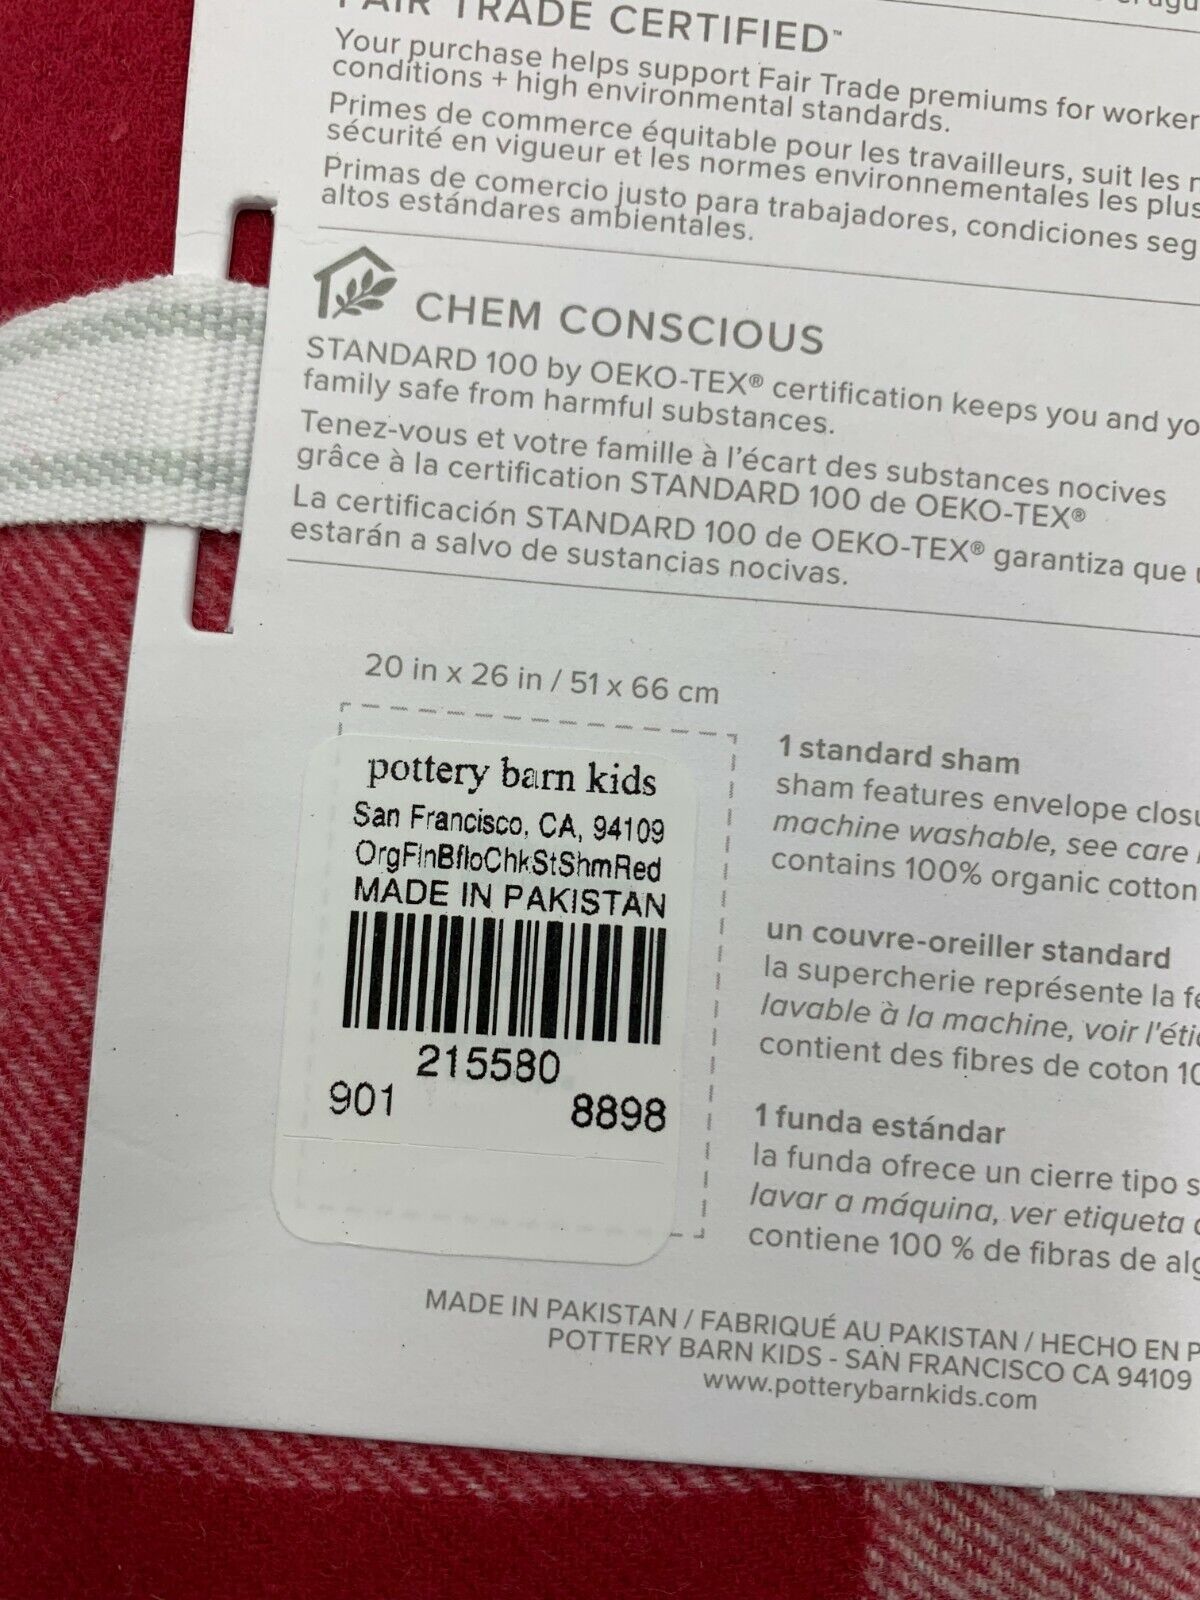 FAIR TRADE CERTIFIED™
Your purchase helps support Fair Trade premiums for worker
conditions + high environmental standards.
Primes de commerce équitable pour les travailleurs, suit les
sécurité en vigueur et les normes environnementales les plus
Primas de comercio justo para trabajadores, condiciones seg
altos estándares ambientales.
CHEM CONSCIOUS
STANDARD 100 by OEKO-TEX® certification keeps you and yo
family safe from harmful substances.
Tenez-vous et votre famille à l'écart des substances nocives
grâce à la certification STANDARD 100 de OEKO-TEX®
La certificación STANDARD 100 de OEKO-TEX® garantiza que
estarán a salvo de sustancias nocivas.
20 in x 26 in / 51 x 66 cm
pottery barn kids
San Francisco, CA, 94109
OrgFlnBfloChkStShmRed
MADE IN PAKISTAN
215580
901 8898
1 standard sham
sham features envelope closu
machine washable, see care
contains 100% organic cotton
un couvre-oreiller standard
la supercherie représente la fe
lavable à la machine, voir l'éti
contient des fibres de coton 10
1 funda estándar
la funda ofrece un cierre tipo s
lavar a máquina, ver etiqueta
contiene 100 % de fibras de alg
MADE IN PAKISTAN / FABRIQUÉ AU PAKISTAN / HECHO EN P
POTTERY BARN KIDS - SAN FRANCISCO CA 94109
www.potterybarnkids.com